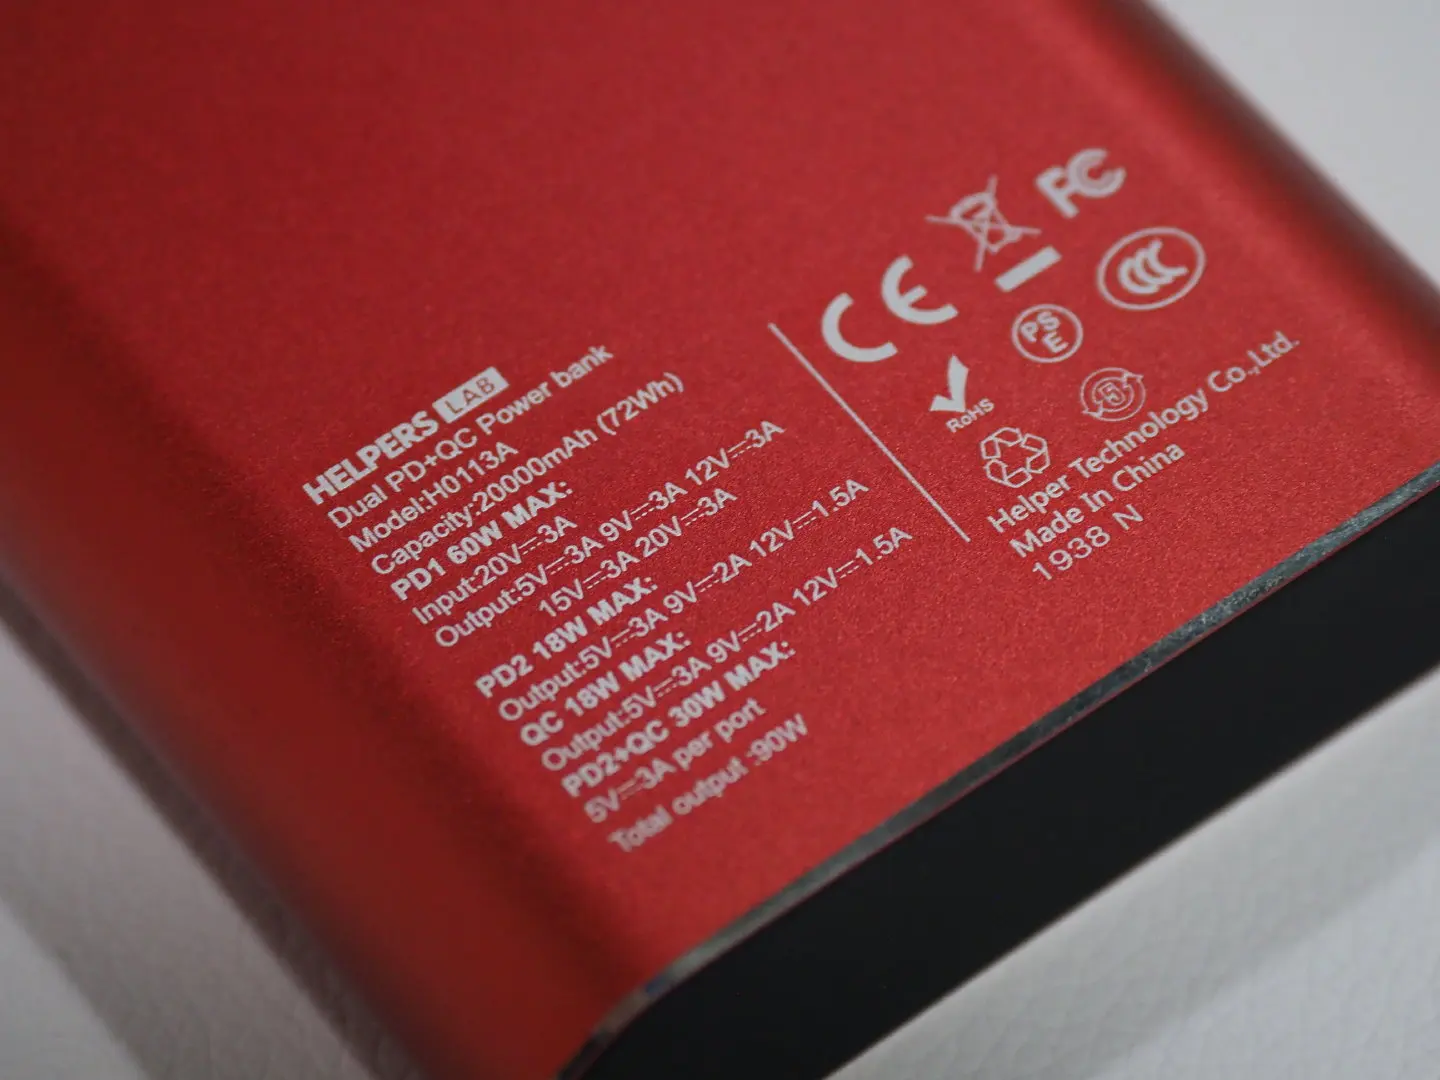 HELPERS LAB
Dual PD+QC Power bank
Model:H0113A
Capacity:20000mAh (72Wh)
PD1 60W MAX:
Input:20V⎓3A
Output:5V⎓3A 9V⎓3A 12V⎓3A
15V⎓3A 20V⎓3A
PD2 18W MAX:
Output:5V⎓3A 9V⎓2A 12V⎓1.5A
QC 18W MAX:
Output:5V⎓3A 9V⎓2A 12V⎓1.5A
PD2+QC 30W MAX:
5V⎓3A per port
Total output :90W
CE FC
RoHS PSE CCC
5
Helper Technology Co.,Ltd.
Made In China
1938 N